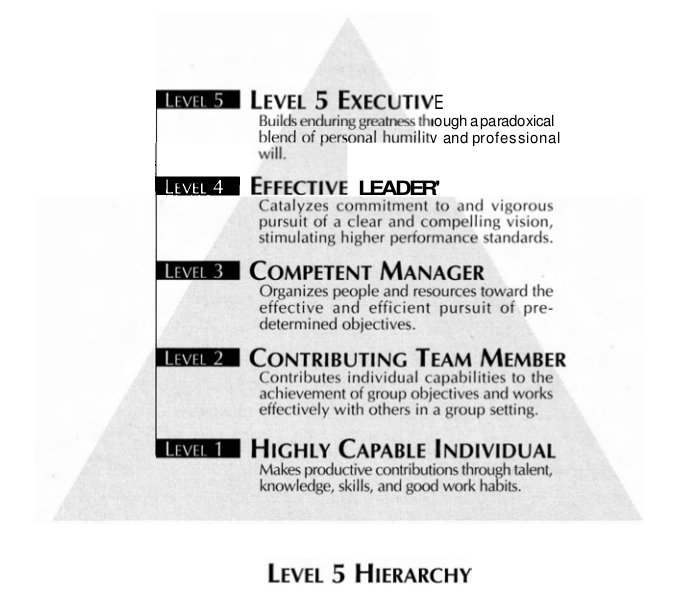 LEVEL 5 LEVEL 5 EXECUTIVE
Builds enduring greatness through a paradoxical
blend of personal humility and professional
will.
LEVEL 4 EFFECTIVE LEADER'
Catalyzes commitment to and vigorous
pursuit of a clear and compelling vision,
stimulating higher performance standards.
LEVEL 3 COMPETENT MANAGER
Organizes people and resources toward the
effective and efficient pursuit of pre-
determined objectives.
LEVEL 2 CONTRIBUTING TEAM MEMBER
Contributes individual capabilities to the
achievement of group objectives and works
effectively with others in a group setting.
LEVEL 1 HIGHLY CAPABLE INDIVIDUAL
Makes productive contributions through talent,
knowledge, skills, and good work habits.
LEVEL 5 HIERARCHY